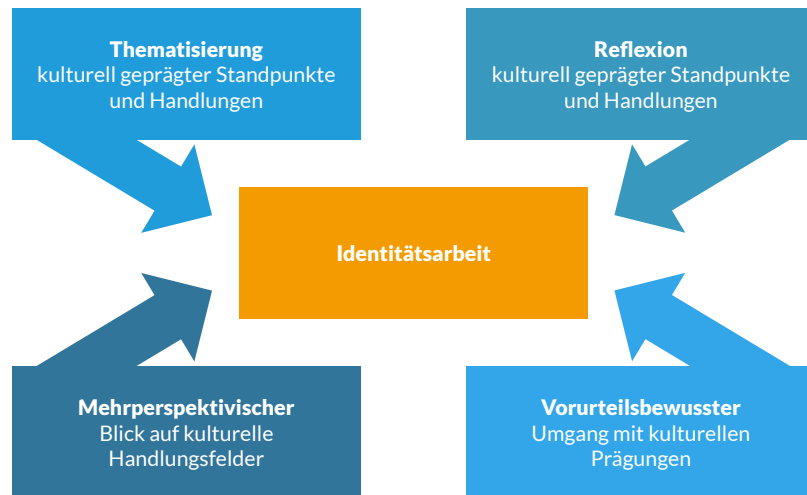 Thematisierung
kulturell geprägter Standpunkte
und Handlungen
Reflexion
kulturell geprägter Standpunkte
und Handlungen
Identitätsarbeit
Mehrperspektivischer
Blick auf kulturelle
Handlungsfelder
Vorurteilsbewusster
Umgang mit kulturellen
Prägungen